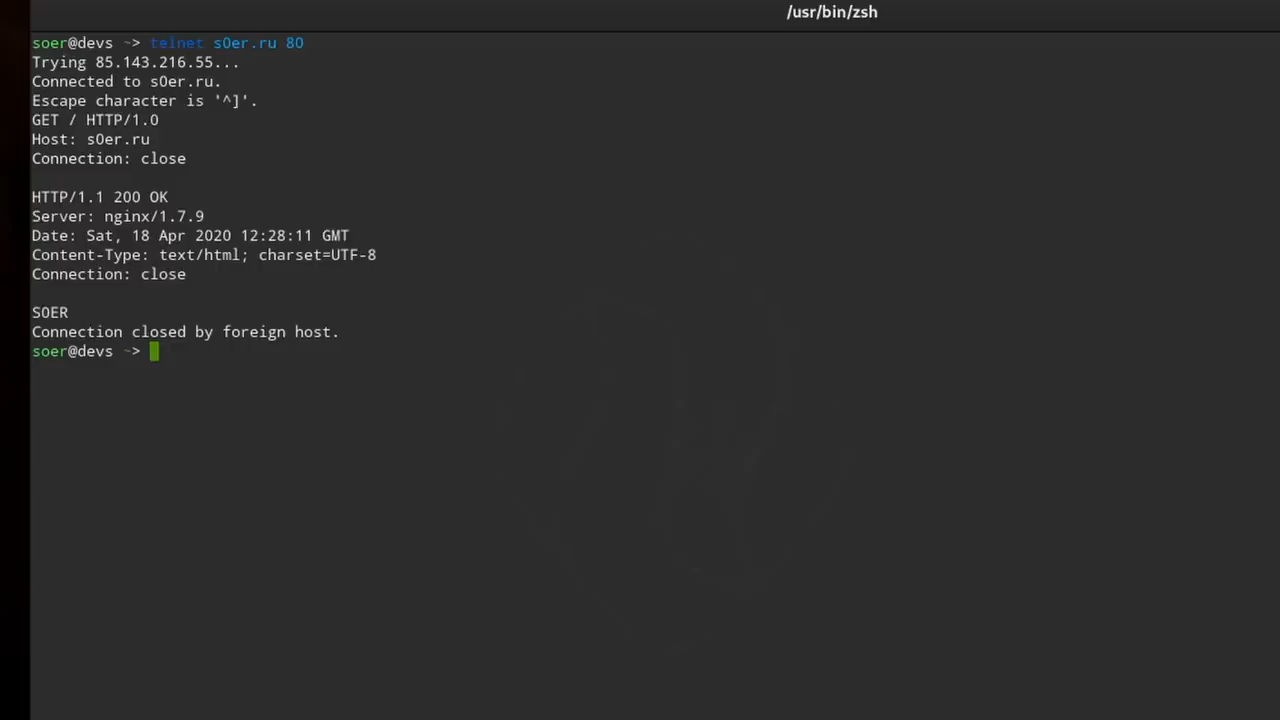 /usr/bin/zsh
soer@devs ~> telnet s0er.ru 80
Trying 85.143.216.55...
Connected to s0er.ru.
Escape character is '^]'.
GET / HTTP/1.0
Host: s0er.ru
Connection: close
HTTP/1.1 200 OK
Server: nginx/1.7.9
Date: Sat, 18 Apr 2020 12:28:11 GMT
Content-Type: text/html; charset=UTF-8
Connection: close
S0ER
Connection closed by foreign host.
soer@devs ~>